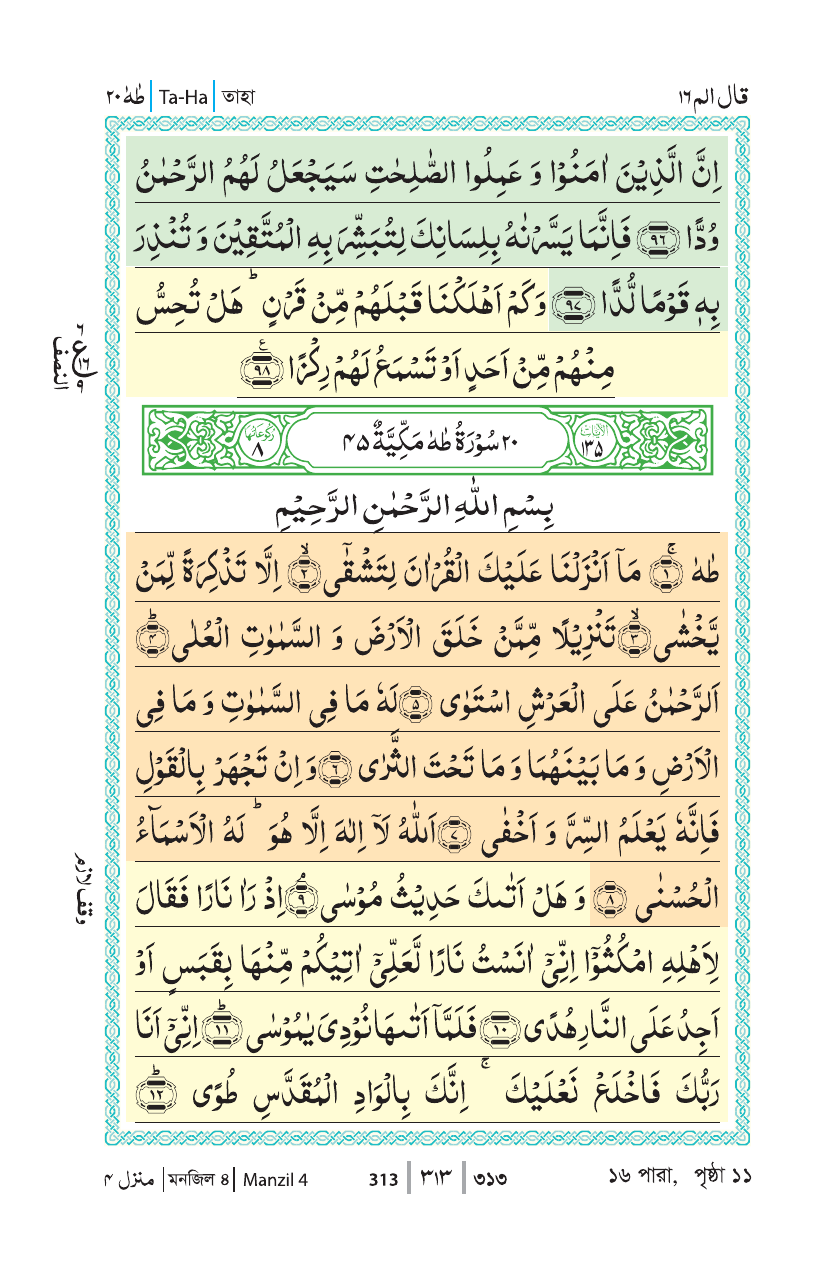 طٰهٰ ٢٠ | Ta-Ha | তাহা
قال الم ١٦
اِنَّ الَّذِيْنَ اٰمَنُوْا وَ عَمِلُوا الصّٰلِحٰتِ سَيَجْعَلُ لَهُمُ الرَّحْمٰنُ
وُدًّا ﴿٩٦﴾ فَاِنَّمَا يَسَّرْنٰهُ بِلِسَانِكَ لِتُبَشِّرَ بِهِ الْمُتَّقِيْنَ وَ تُنْذِرَ
بِهٖ قَوْمًا لُّدًّا ﴿٩٧﴾ وَكَمْ اَهْلَكْنَا قَبْلَهُمْ مِّنْ قَرْنٍ ؕ هَلْ تُحِسُّ
مِنْهُمْ مِّنْ اَحَدٍ اَوْ تَسْمَعُ لَهُمْ رِكْزًا ﴿٩٨﴾
النصف
١٦
اٰيَاتُهَا ١٣٥
٢٠ سُوْرَةُ طٰهٰ مَكِّيَّةٌ ٤٥
رُكُوْعَاتُهَا ٨
بِسْمِ اللّٰهِ الرَّحْمٰنِ الرَّحِيْمِ
طٰهٰ ﴿١﴾ۚ مَاۤ اَنْزَلْنَا عَلَيْكَ الْقُرْاٰنَ لِتَشْقٰۤى ﴿٢﴾ۙ اِلَّا تَذْكِرَةً لِّمَنْ
يَّخْشٰى ﴿٣﴾ۙ تَنْزِيْلًا مِّمَّنْ خَلَقَ الْاَرْضَ وَ السَّمٰوٰتِ الْعُلٰى ﴿٤﴾ؕ
اَلرَّحْمٰنُ عَلَى الْعَرْشِ اسْتَوٰى ﴿٥﴾ لَهٗ مَا فِى السَّمٰوٰتِ وَ مَا فِى
الْاَرْضِ وَ مَا بَيْنَهُمَا وَ مَا تَحْتَ الثَّرٰى ﴿٦﴾ وَ اِنْ تَجْهَرْ بِالْقَوْلِ
فَاِنَّهٗ يَعْلَمُ السِّرَّ وَ اَخْفٰى ﴿٧﴾ اَللّٰهُ لَاۤ اِلٰهَ اِلَّا هُوَ ؕ لَهُ الْاَسْمَآءُ
الْحُسْنٰى ﴿٨﴾ وَ هَلْ اَتٰىكَ حَدِيْثُ مُوْسٰى ﴿٩﴾ۘ اِذْ رَاٰ نَارًا فَقَالَ
وقف لازم
لِاَهْلِهِ امْكُثُوْۤا اِنِّىْۤ اٰنَسْتُ نَارًا لَّعَلِّىْۤ اٰتِيْكُمْ مِّنْهَا بِقَبَسٍ اَوْ
اَجِدُ عَلَى النَّارِ هُدًى ﴿١٠﴾ فَلَمَّاۤ اَتٰىهَا نُوْدِىَ يٰمُوْسٰى ﴿١١﴾ؕ اِنِّىْۤ اَنَا
رَبُّكَ فَاخْلَعْ نَعْلَيْكَ ۚ اِنَّكَ بِالْوَادِ الْمُقَدَّسِ طُوًى ﴿١٢﴾ؕ
منزل ٤ | মনজিল ৪ | Manzil 4
313 | ٣١٣ | ৩১৩
১৬ পারা, পৃষ্ঠা ১১